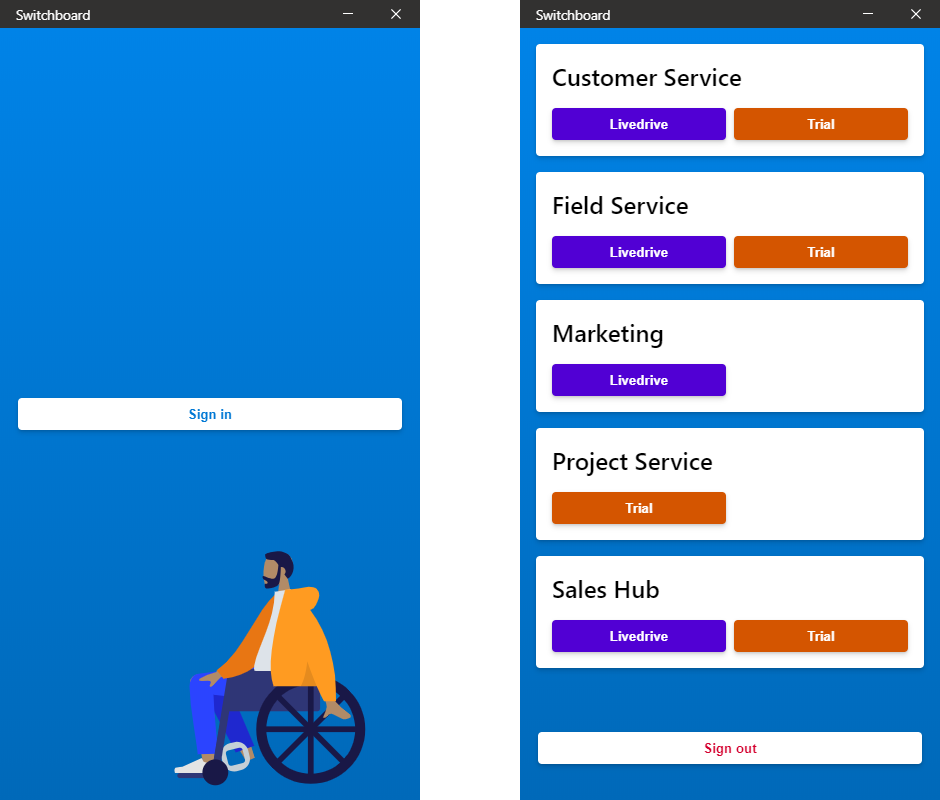 Switchboard
Sign in
Switchboard
Customer Service
Livedrive
Trial
Field Service
Livedrive
Trial
Marketing
Livedrive
Project Service
Trial
Sales Hub
Livedrive
Trial
Sign out